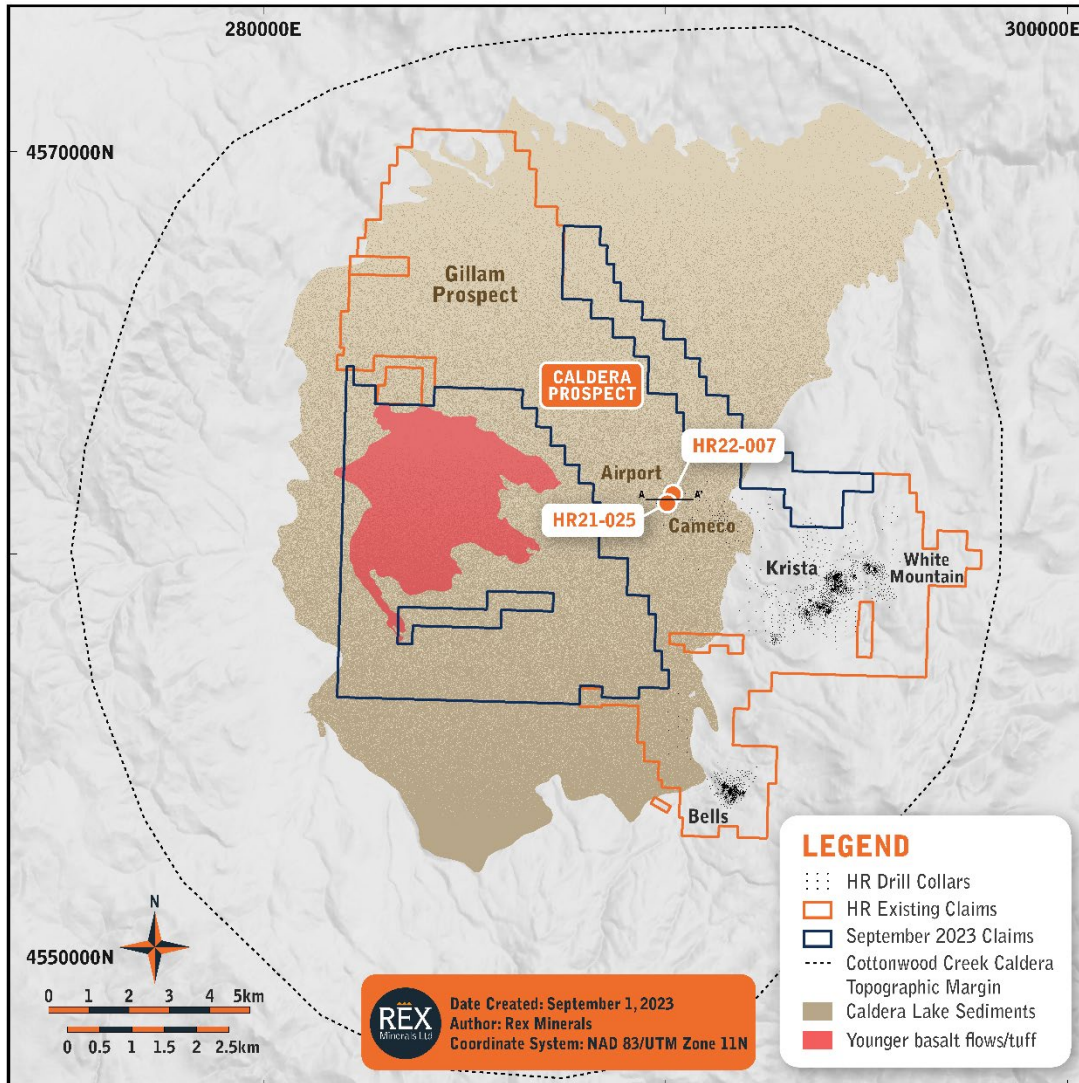 280000E
300000E
4570000N
Gillam
Prospect
CALDERA
PROSPECT
HR22-007
Airport
A
A'
HR21-025
Cameco
Krista
White
Mountain
Bells
4550000N
N
0 1 2 3 4 5km
0 0.5 1 1.5 2 2.5km
REX
Minerals Ltd
Date Created: September 1, 2023
Author: Rex Minerals
Coordinate System: NAD 83/UTM Zone 11N
LEGEND
HR Drill Collars
HR Existing Claims
September 2023 Claims
Cottonwood Creek Caldera
Topographic Margin
Caldera Lake Sediments
Younger basalt flows/tuff